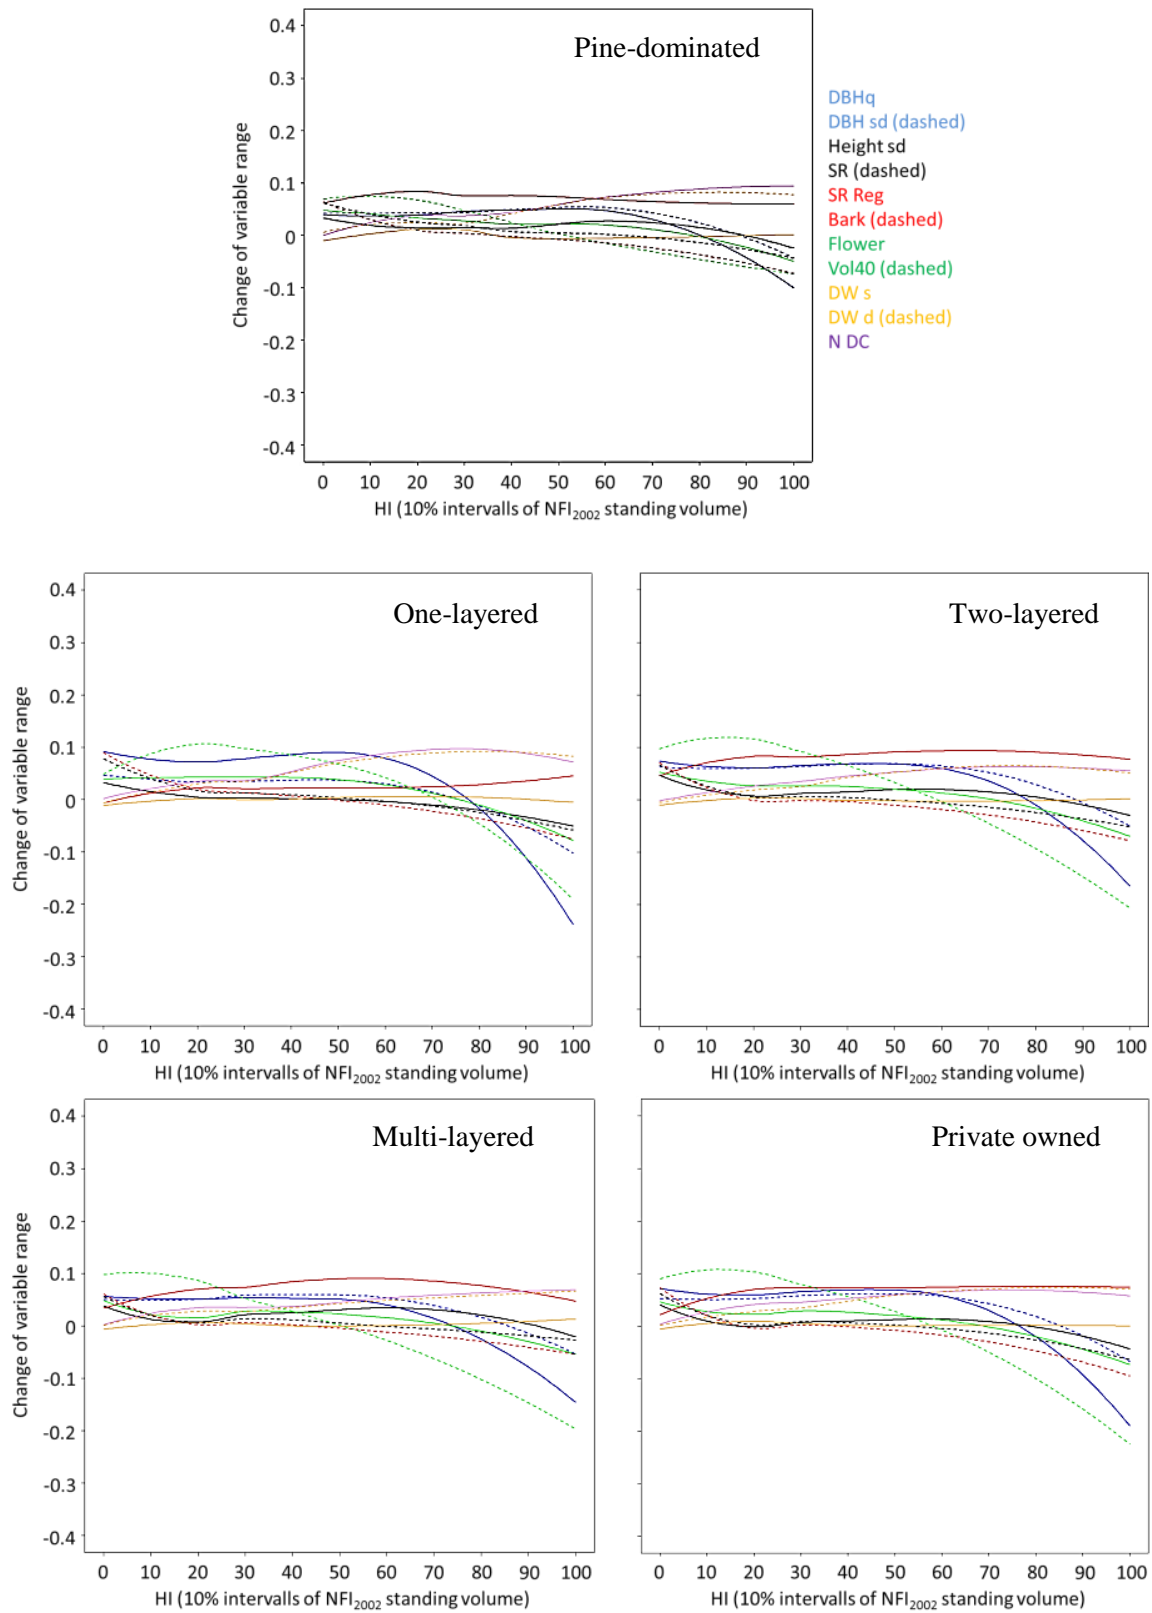 Pine-dominated
0.4
0.3
0.2
0.1
0
-0.1
-0.2
-0.3
-0.4
Change of variable range
0 10 20 30 40 50 60 70 80 90 100
HI (10% intervalls of NFI2002 standing volume)
DBHq
DBH sd (dashed)
Height sd
SR (dashed)
SR Reg
Bark (dashed)
Flower
Vol40 (dashed)
DW s
DW d (dashed)
N DC
One-layered
0.4
0.3
0.2
0.1
0
-0.1
-0.2
-0.3
-0.4
Change of variable range
0 10 20 30 40 50 60 70 80 90 100
HI (10% intervalls of NFI2002 standing volume)
Two-layered
0 10 20 30 40 50 60 70 80 90 100
HI (10% intervalls of NFI2002 standing volume)
Multi-layered
0.4
0.3
0.2
0.1
0
-0.1
-0.2
-0.3
-0.4
Change of variable range
0 10 20 30 40 50 60 70 80 90 100
HI (10% intervalls of NFI2002 standing volume)
Private owned
0 10 20 30 40 50 60 70 80 90 100
HI (10% intervalls of NFI2002 standing volume)